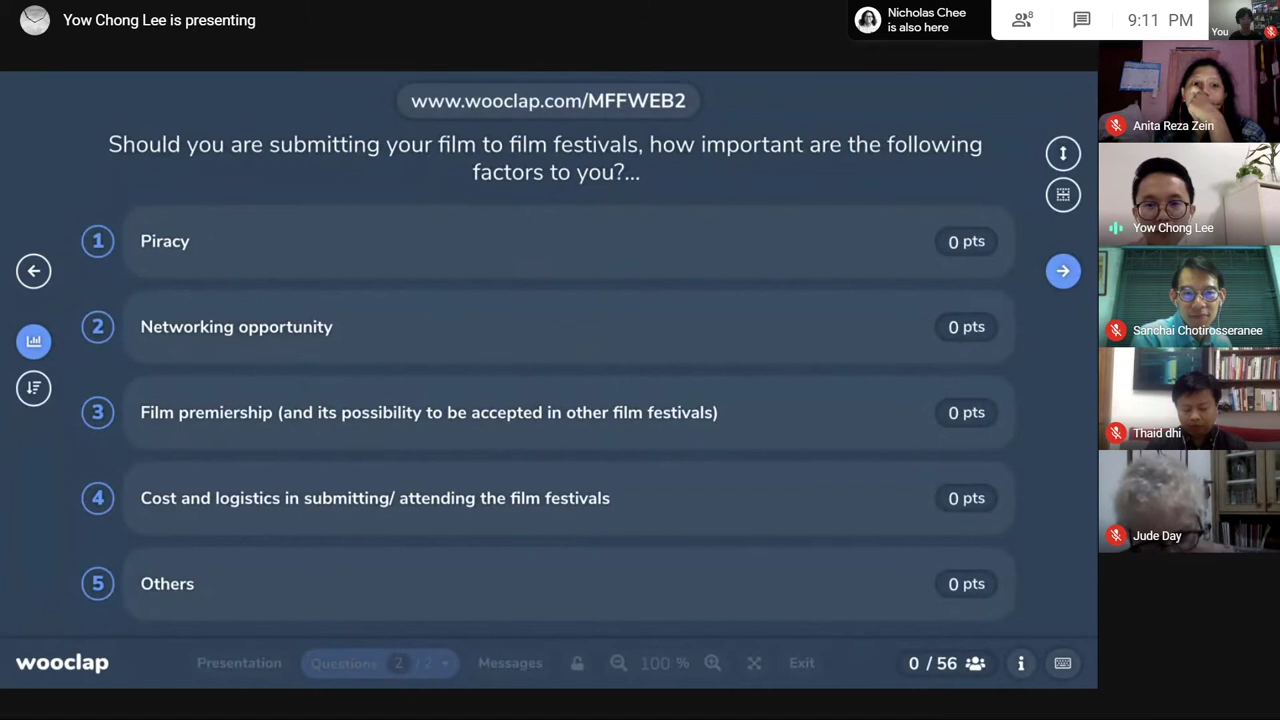 Yow Chong Lee is presenting
Nicholas Chee
is also here
8
9:11 PM
You
www.wooclap.com/MFFWEB2
Should you are submitting your film to film festivals, how important are the following
factors to you?...
1 Piracy 0 pts
2 Networking opportunity 0 pts
3 Film premiership (and its possibility to be accepted in other film festivals) 0 pts
4 Cost and logistics in submitting/ attending the film festivals 0 pts
5 Others 0 pts
wooclap Presentation Questions 2 / 2 Messages 100 % Exit 0 / 56
Anita Reza Zein
Yow Chong Lee
Sanchai Chotirosseranee
Thaid dhi
Jude Day